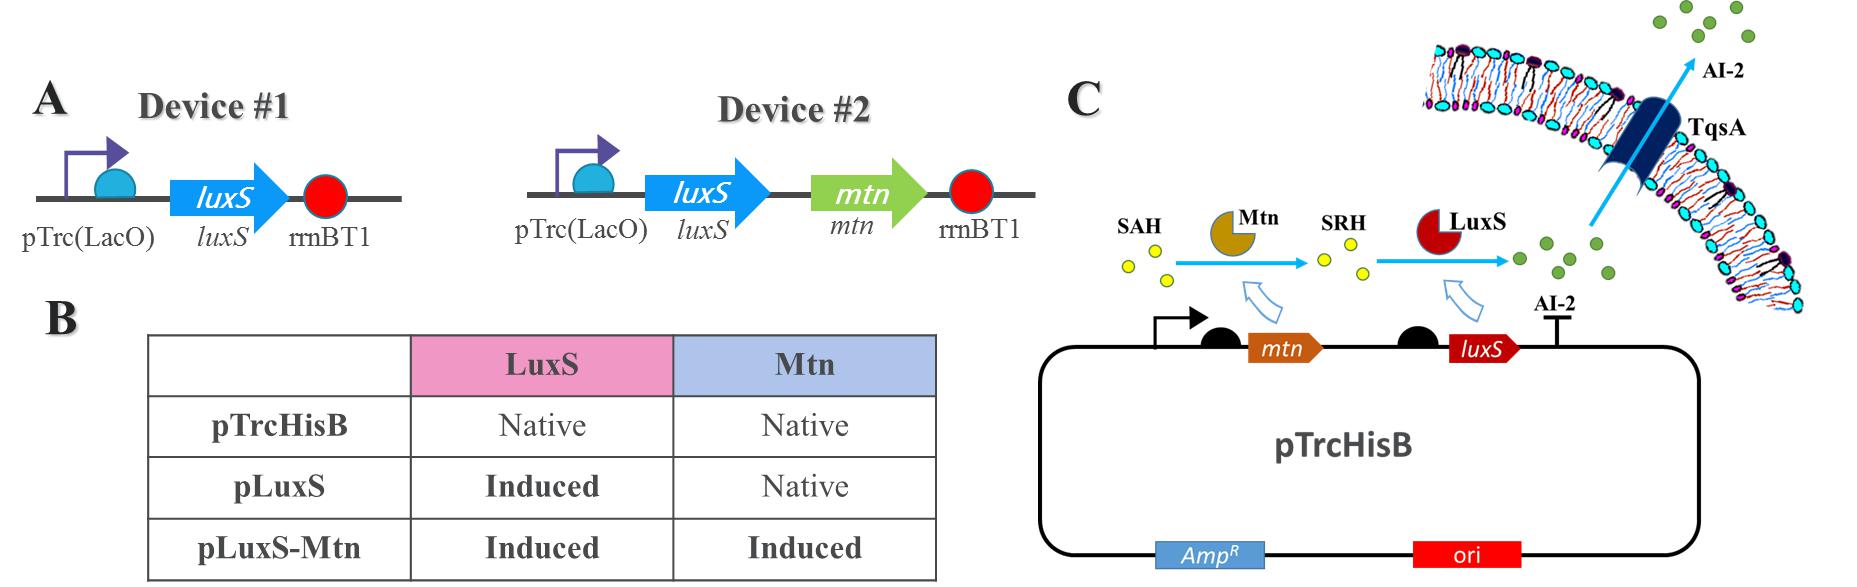 A
Device #1
luxS
pTrc(LacO)
luxS
rrnBT1
Device #2
luxS
mtn
pTrc(LacO)
luxS
mtn
rrnBT1
B
LuxS Mtn
pTrcHisB Native Native
pLuxS Induced Native
pLuxS-Mtn Induced Induced
C
AI-2
TqsA
SAH
Mtn
SRH
LuxS
AI-2
mtn
luxS
pTrcHisB
AmpR
ori